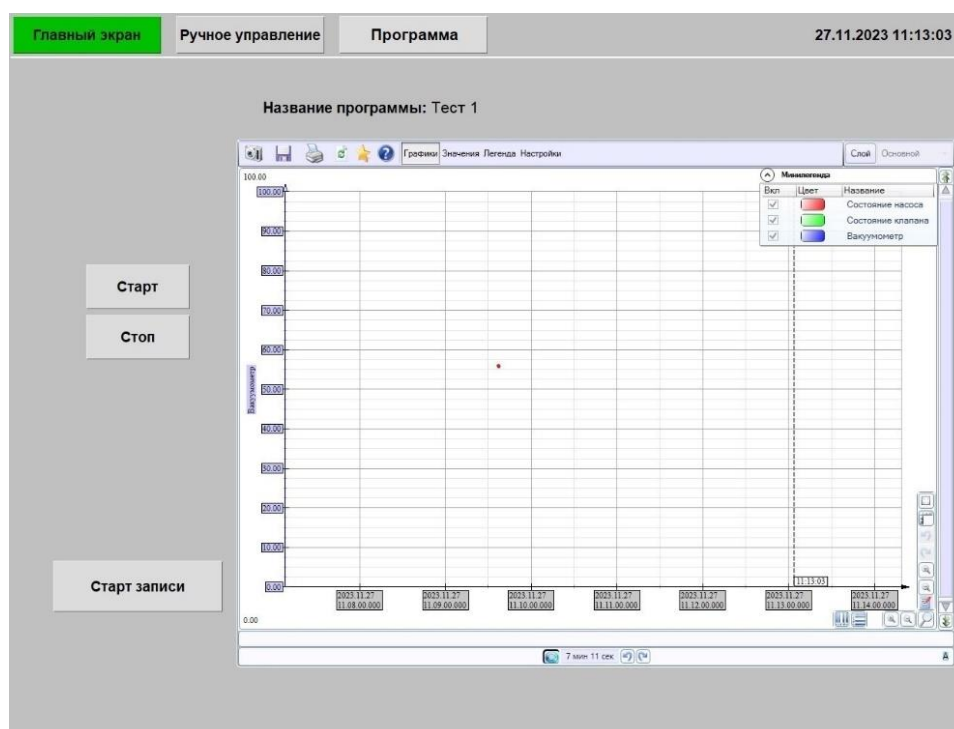 Главный экран Ручное управление Программа 27.11.2023 11:13:03
Название программы: Тест 1
Графики Значения Легенда Настройки Слой Основной
100.00 Минилегенда
Вкл Цвет Название
100.00 Состояние насоса
Состояние клапана
90.00 Вакуумметр
80.00
Старт
70.00
Стоп
60.00
Вакуумметр
50.00
40.00
30.00
20.00
10.00
Старт записи
0.00 11:13:03
2023.11.27 2023.11.27 2023.11.27 2023.11.27 2023.11.27 2023.11.27 2023.11.27
11.08.00.000 11.09.00.000 11.10.00.000 11.11.00.000 11.12.00.000 11.13.00.000 11.14.00.000
0.00
7 мин 11 сек A